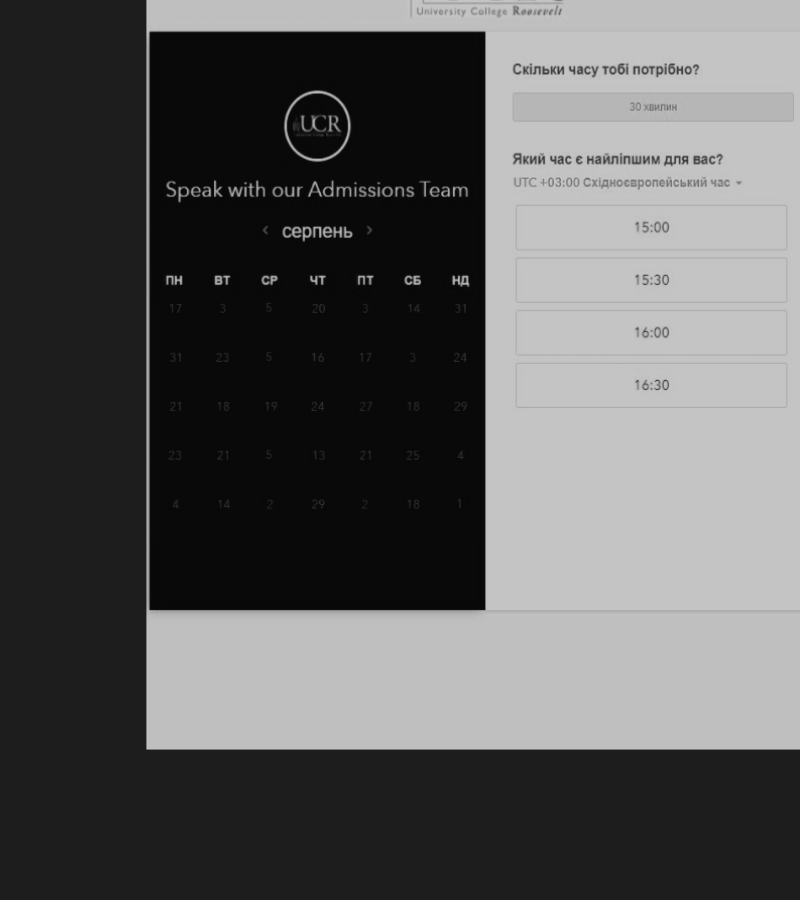 University College Roosevelt
UCR
Speak with our Admissions Team
серпень
ПН ВТ СР ЧТ ПТ СБ НД
17 3 5 20 3 14 31
31 23 5 16 17 3 24
21 18 19 24 27 18 29
23 21 5 13 21 25 4
4 14 2 29 2 18 1
Скільки часу тобі потрібно?
30 хвилин
Який час є найліпшим для вас?
UTC +03:00 Східноєвропейський час
15:00
15:30
16:00
16:30